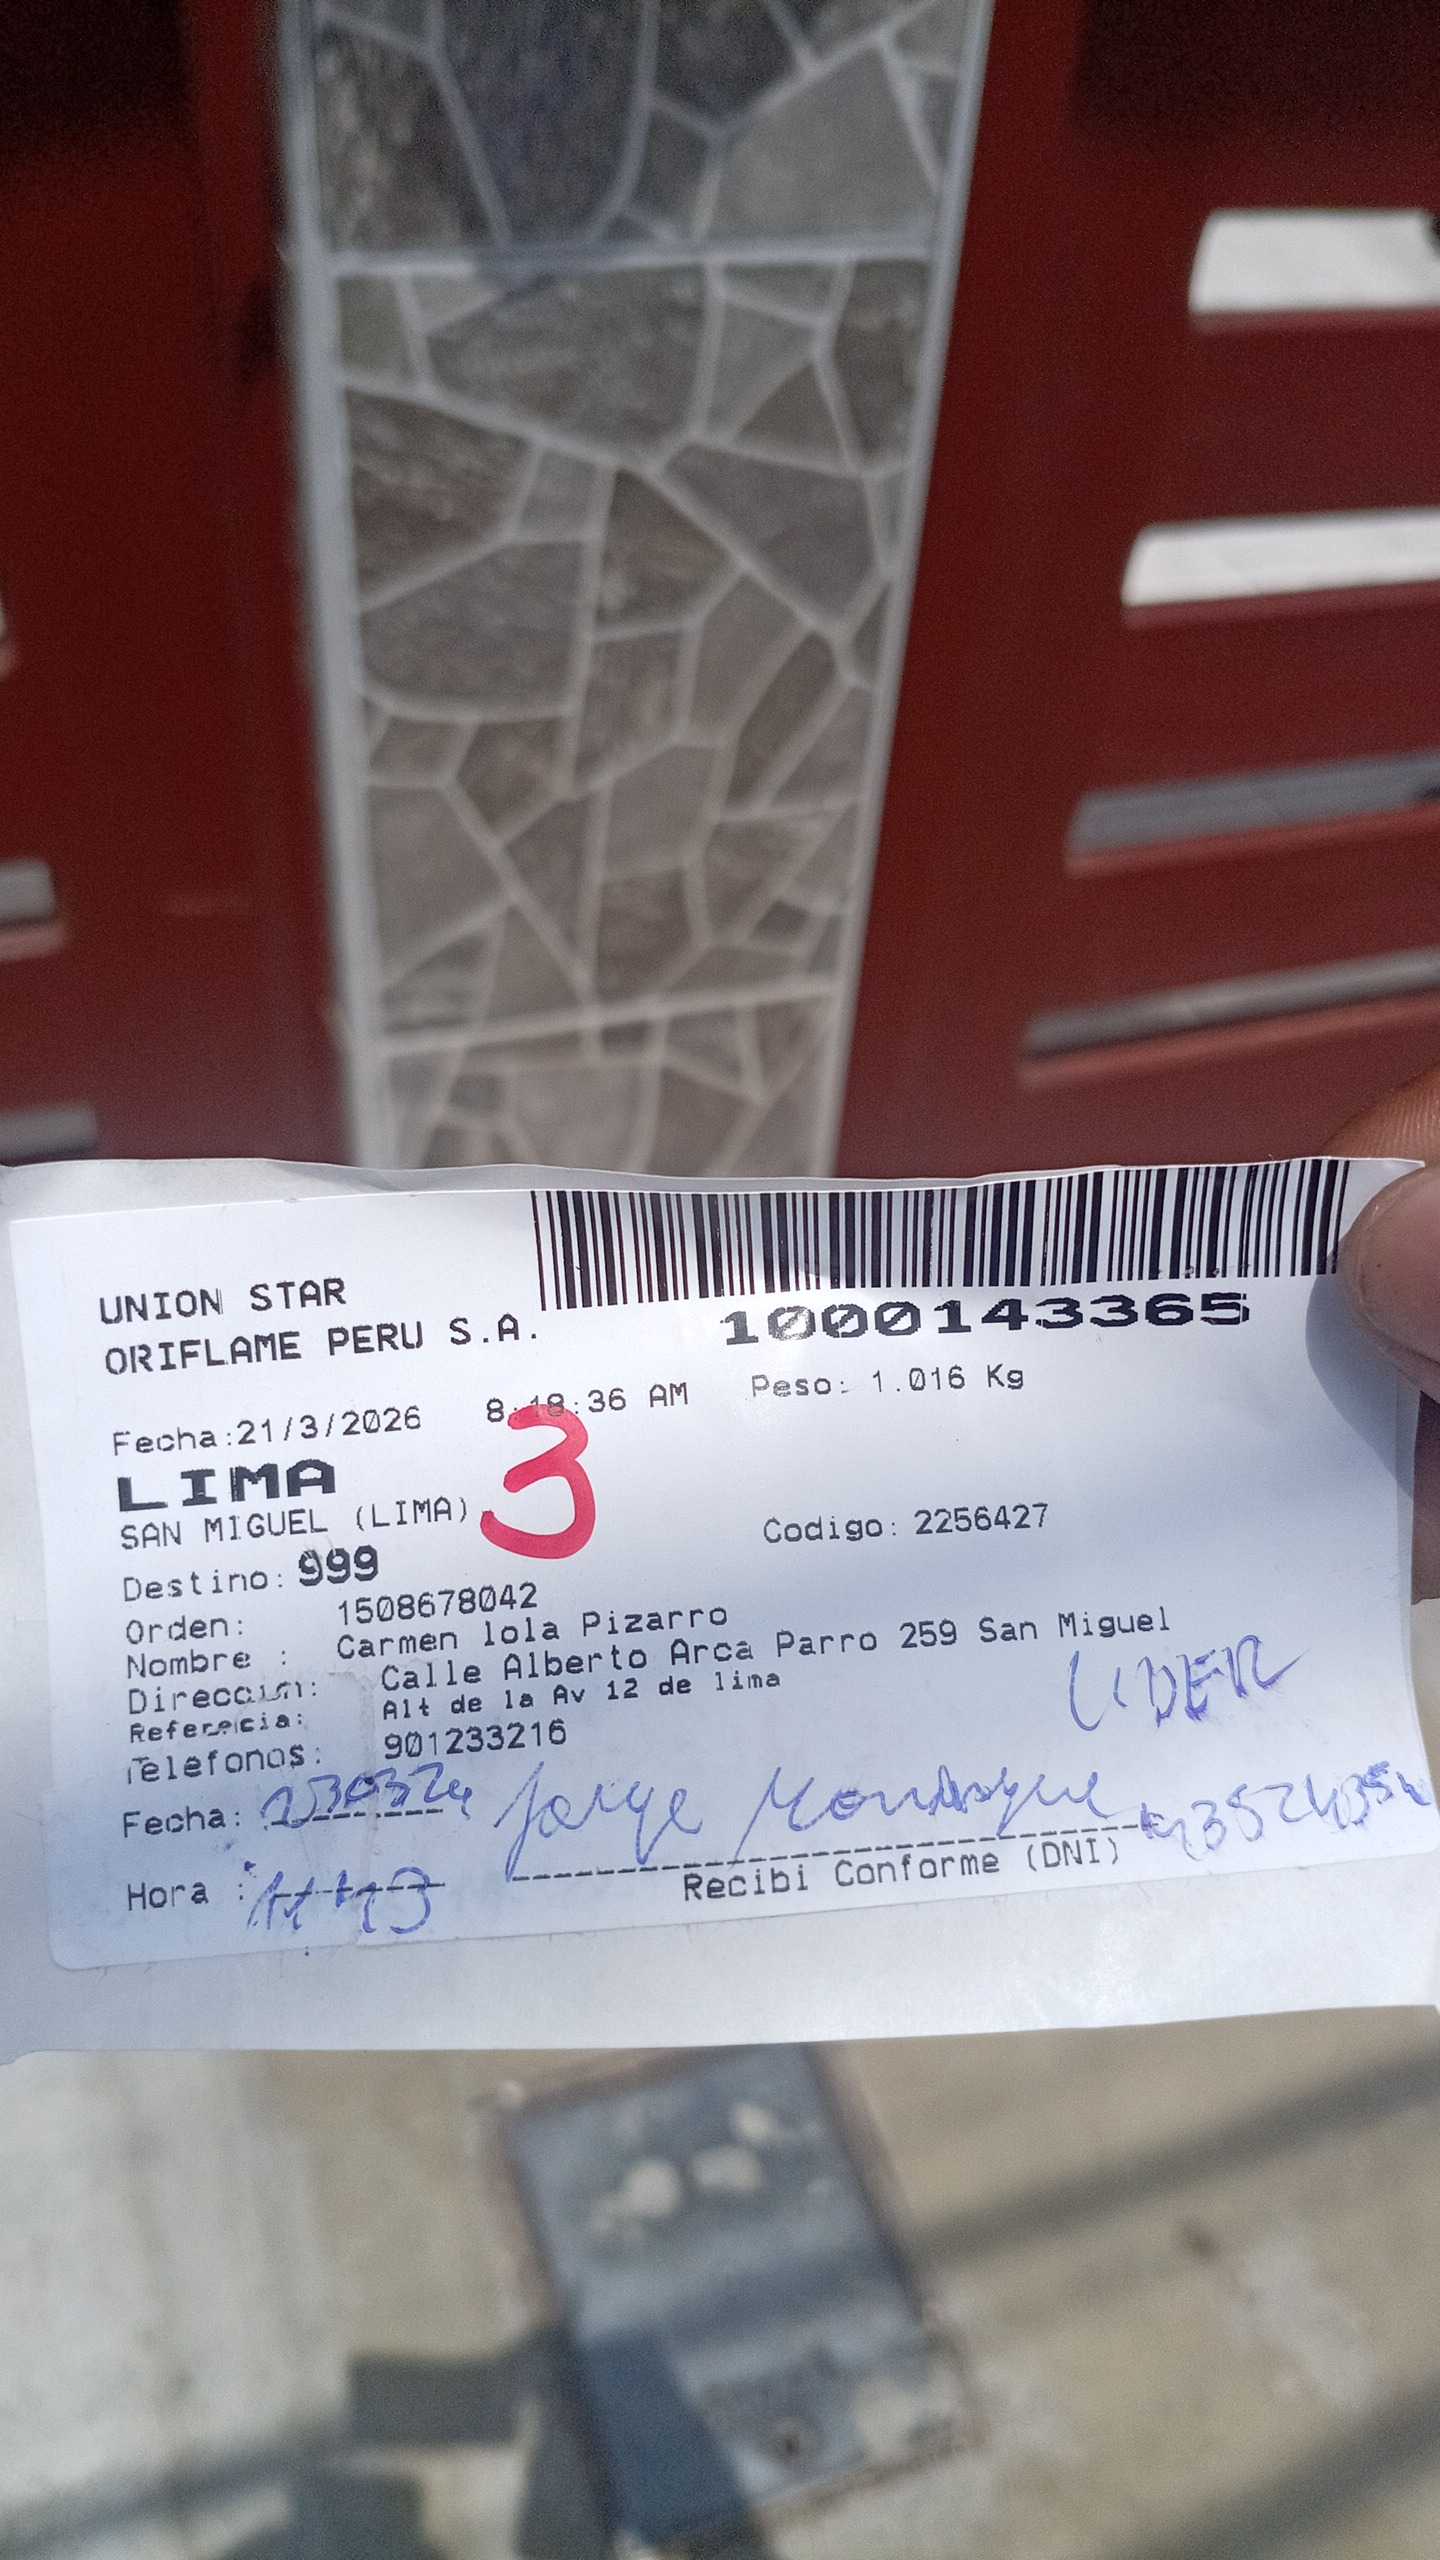 UNION STAR
ORIFLAME PERU S.A.
1000143365
Fecha:21/3/2026 8:18:36 AM Peso: 1.016 Kg
LIMA
3
SAN MIGUEL (LIMA)
Destino: 999 Codigo: 2256427
Orden: 1508678042
Nombre : Carmen lola Pizarro
Direccion: Calle Alberto Arca Parro 259 San Miguel
Referencia: Alt de la Av 12 de lima
Telefonos: 901233216
LIDER
Fecha:
Jorge
Hora :
Recibi Conforme (DNI)